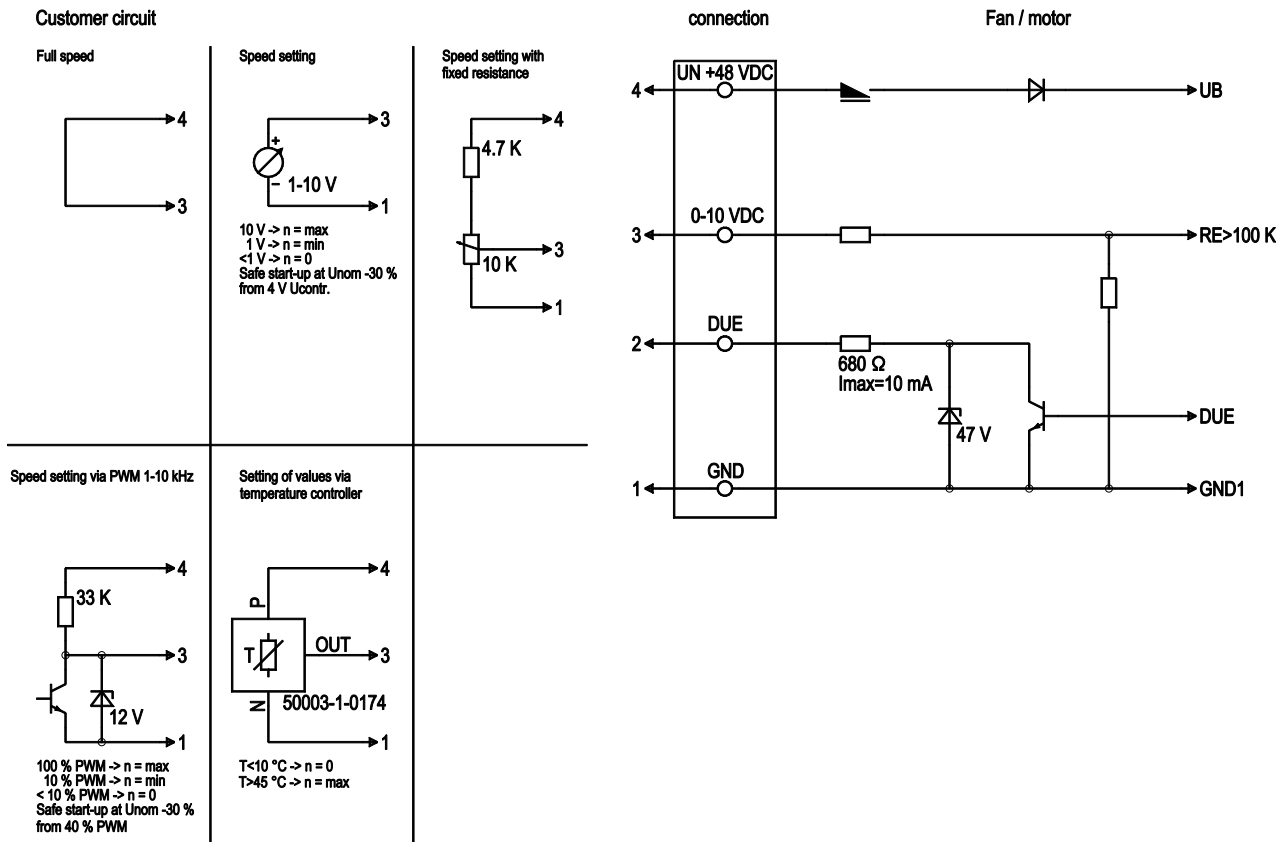 Customer circuit
Full speed
4
3
Speed setting
3
+
–
1-10 V
1
10 V -> n = max
1 V -> n = min
<1 V -> n = 0
Safe start-up at Unom -30 %
from 4 V Ucontr.
Speed setting with
fixed resistance
4
4.7 K
3
10 K
1
Speed setting via PWM 1-10 kHz
4
33 K
3
12 V
1
100 % PWM -> n = max
10 % PWM -> n = min
< 10 % PWM -> n = 0
Safe start-up at Unom -30 %
from 40 % PWM
Setting of values via
temperature controller
4
P
T
OUT
3
N
50003-1-0174
1
T<10 °C -> n = 0
T>45 °C -> n = max
connection
Fan / motor
UN +48 VDC
4
UB
0-10 VDC
3
RE>100 K
DUE
2
680 Ω
Imax=10 mA
47 V
DUE
GND
1
GND1